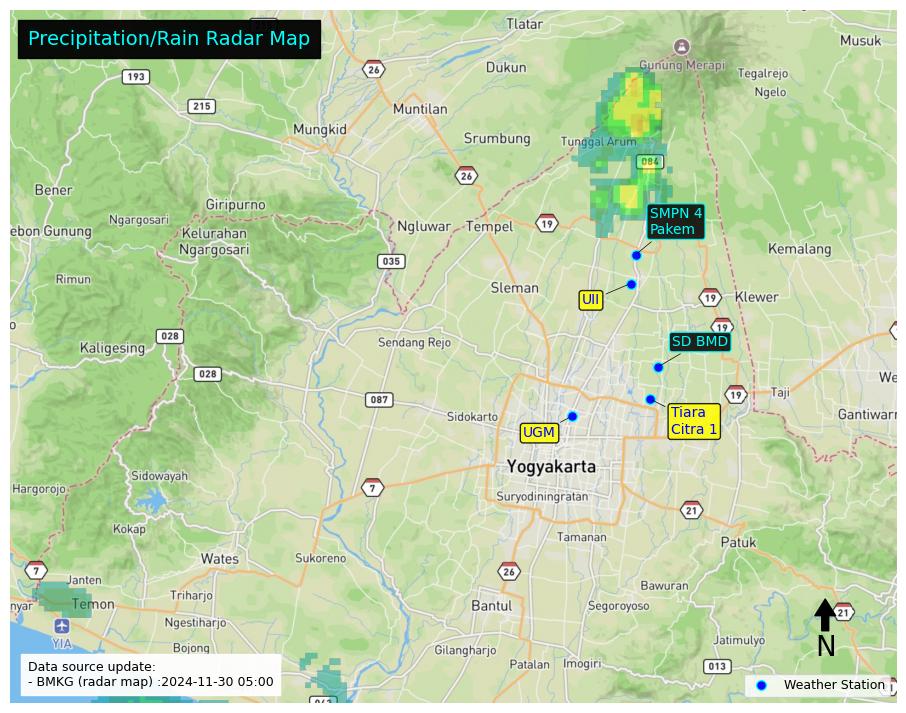 Precipitation/Rain Radar Map
Tlatar
Musuk
26
Gunung Merapi
193
Dukun
Tegalrejo
Ngelo
215
Muntilan
Mungkid
Srumbung
Tunggal Arum
084
26
Bener
Giripurno
SMPN 4
Pakem
Ngargosari
ebon Gunung
Kelurahan
Ngargosari
Ngluwar
Tempel
19
Kemalang
035
Rimun
Sleman
UII
19
Klewer
19
028
Kaligesing
Sendang Rejo
SD BMD
028
We
087
19
Taji
Sidokarto
Tiara
Citra 1
Gantiwarn
UGM
Yogyakarta
Sidowayah
Hargorojo
7
Suryodiningratan
21
Kokap
Tamanan
Patuk
Wates
Sukoreno
7
26
Janten
Bawuran
nyar
Temon
Triharjo
Bantul
Segoroyoso
21
YIA
Ngestiharjo
N
Bojong
Gilangharjo
Jatimulyo
Patalan
Imogiri
013
Data source update:
- BMKG (radar map) :2024-11-30 05:00
Weather Station